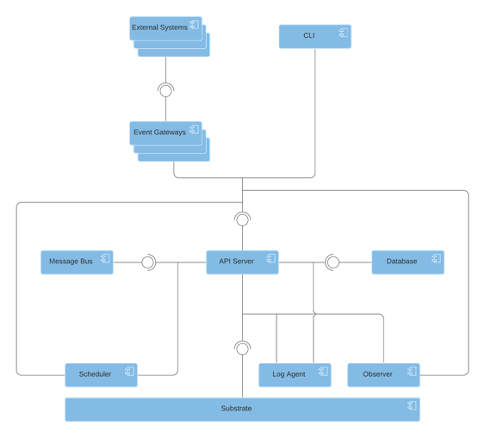 External Systems
CLI
Event Gateways
Message Bus
API Server
Database
Scheduler
Log Agent
Observer
Substrate